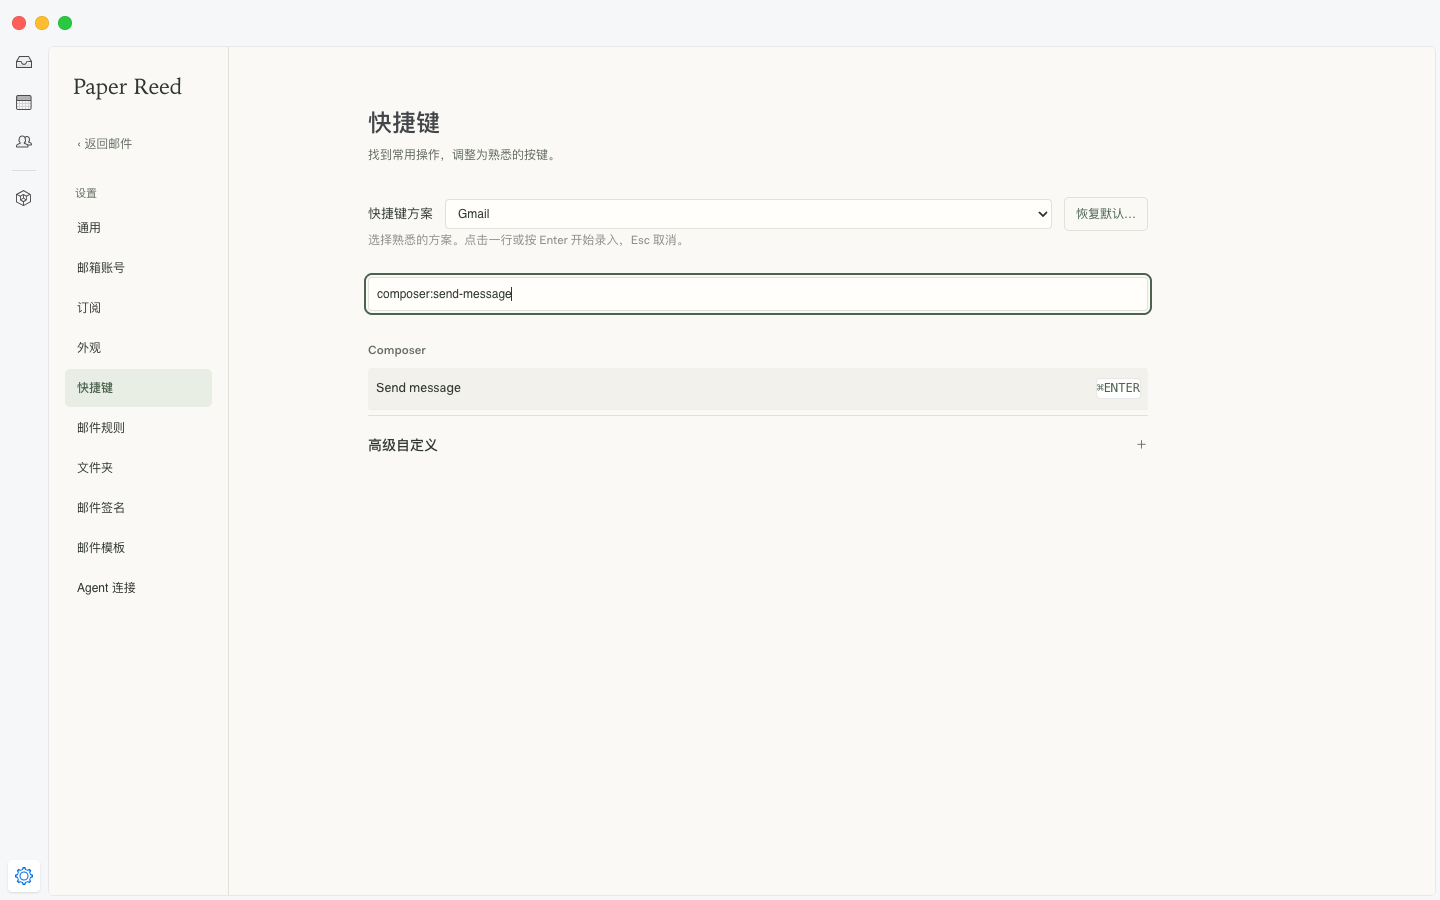 Paper Reed
‹ 返回邮件
设置
通用
邮箱账号
订阅
外观
快捷键
邮件规则
文件夹
邮件签名
邮件模板
Agent 连接
快捷键
找到常用操作，调整为熟悉的按键。
快捷键方案 Gmail 恢复默认...
选择熟悉的方案。点击一行或按 Enter 开始录入，Esc 取消。
composer:send-message
Composer
Send message ⌘ENTER
高级自定义 +